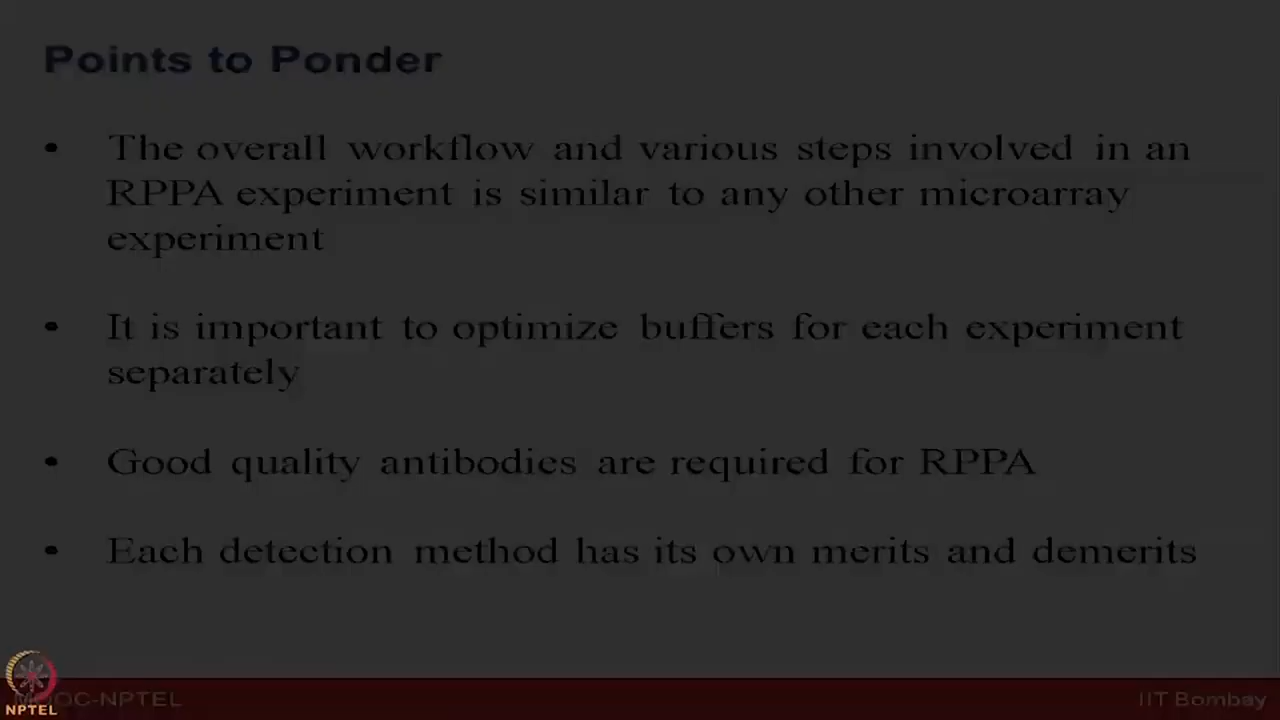 Points to Ponder
• The overall workflow and various steps involved in an
RPPA experiment is similar to any other microarray
experiment
• It is important to optimize buffers for each experiment
separately
• Good quality antibodies are required for RPPA
• Each detection method has its own merits and demerits
MOOC-NPTEL
NPTEL
IIT Bombay